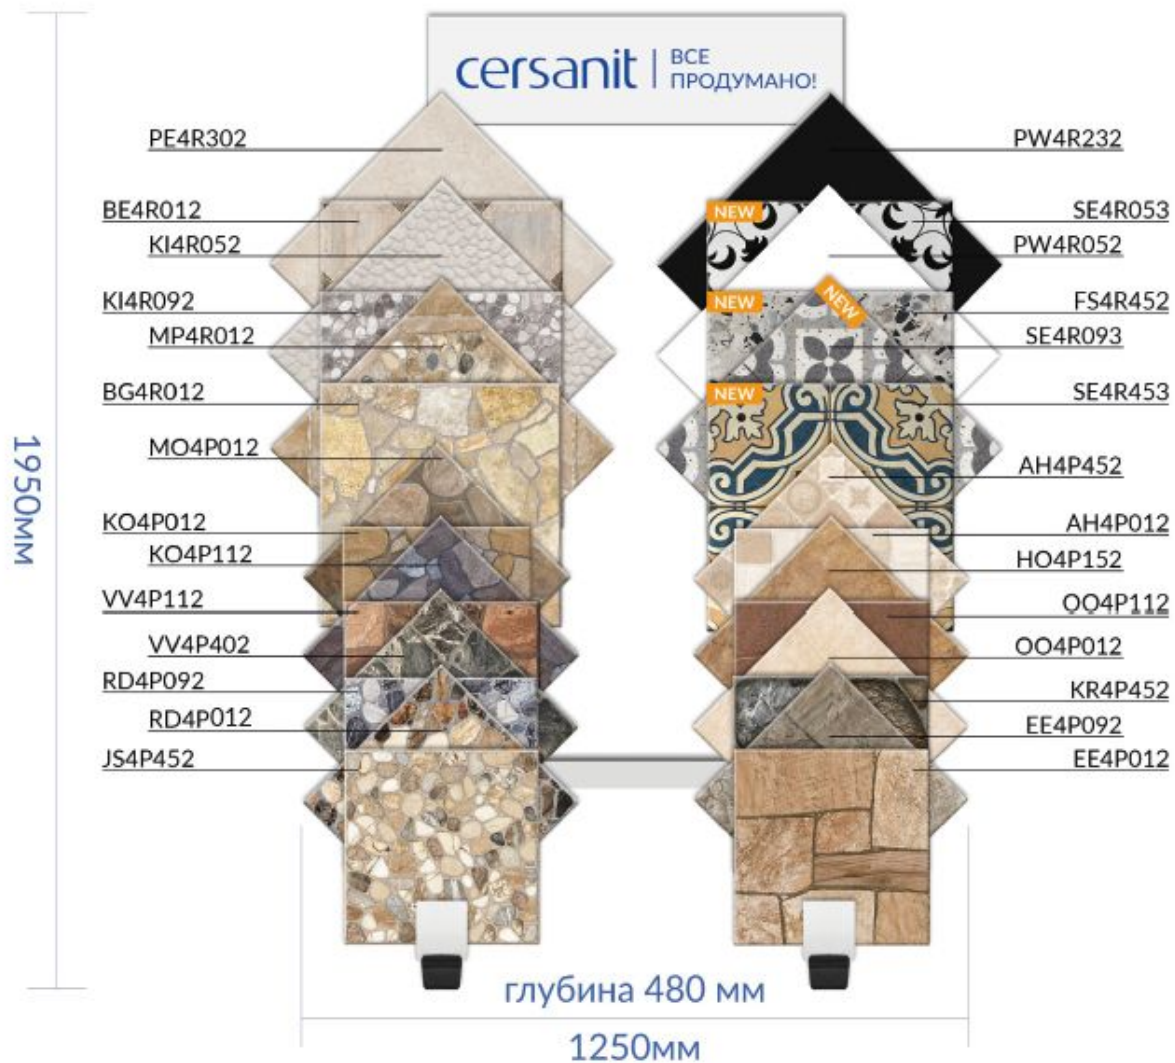 cersanit
ВСЕ
ПРОДУМАНО!
PE4R302
BE4R012
KI4R052
KI4R092
MP4R012
BG4R012
MO4P012
KO4P012
KO4P112
VV4P112
VV4P402
RD4P092
RD4P012
JS4P452
PW4R232
NEW
SE4R053
PW4R052
NEW
NEW
FS4R452
SE4R093
NEW
SE4R453
AH4P452
AH4P012
HO4P152
OO4P112
OO4P012
KR4P452
EE4P092
EE4P012
1950мм
глубина 480 мм
1250мм